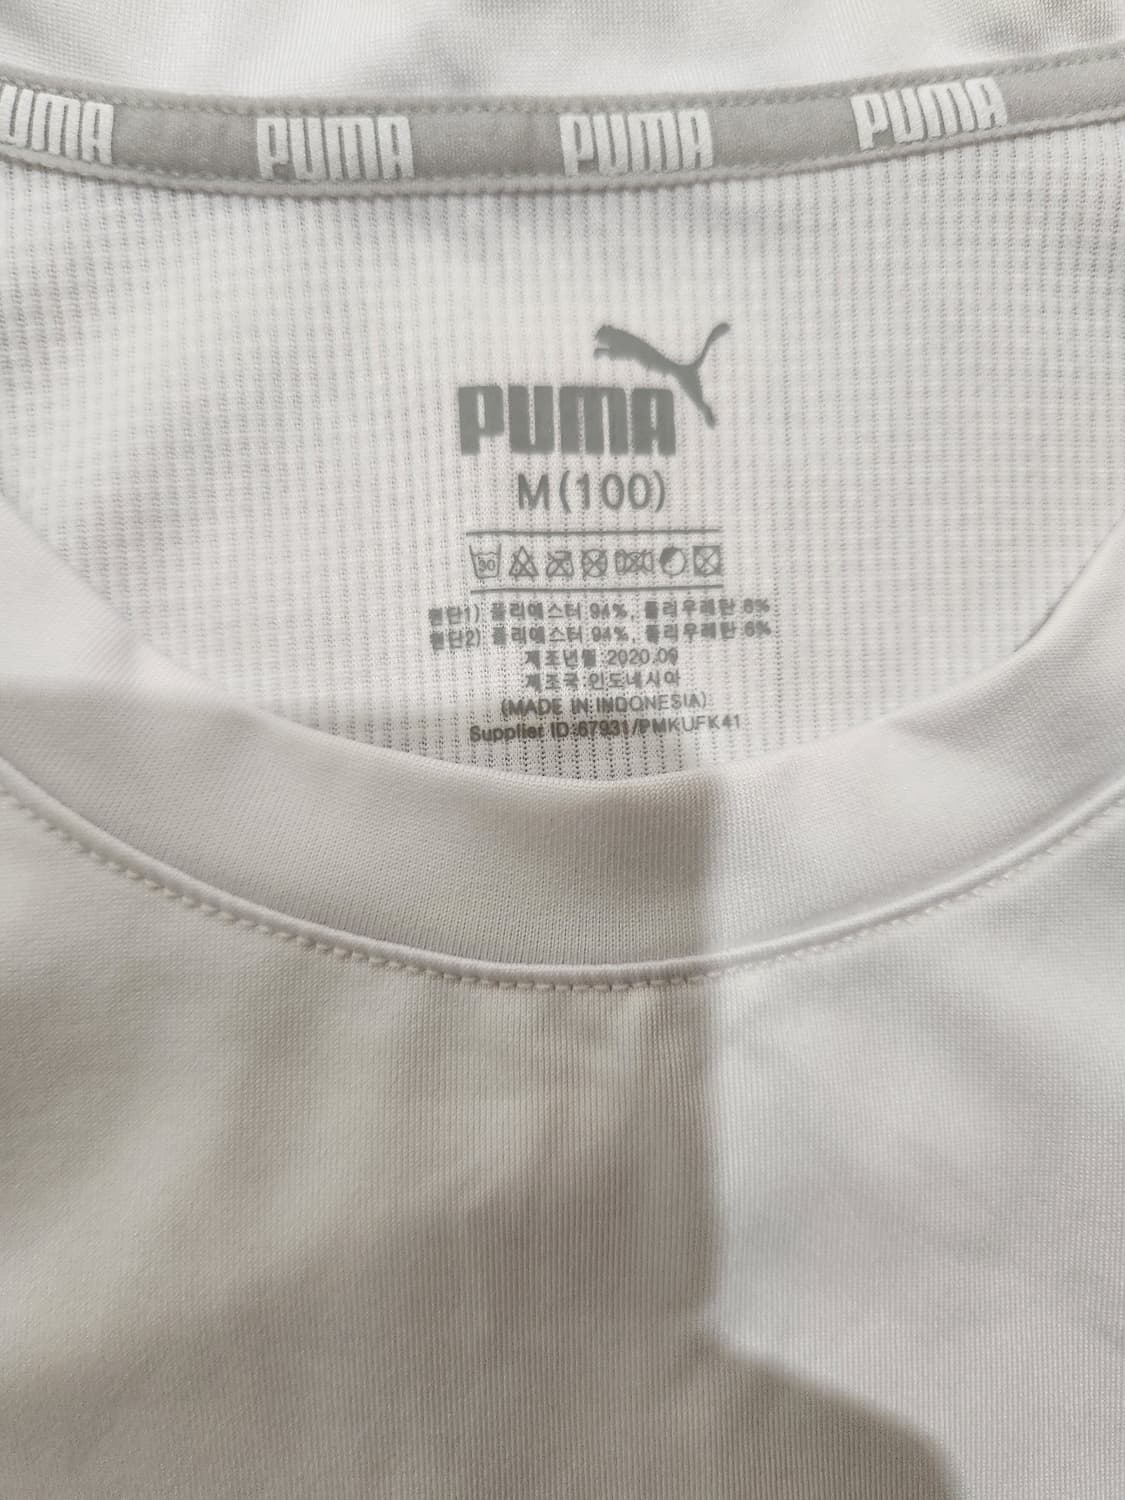 PUMA PUMA PUMA PUMA
PUMA
M(100)
30
원단1) 폴리에스터 94%, 폴리우레탄 6%
원단2) 폴리에스터 94%, 폴리우레탄 6%
제조년월:2020.09
제조국:인도네시아
(MADE IN INDONESIA)
Supplier ID:67931/PMKUFK41